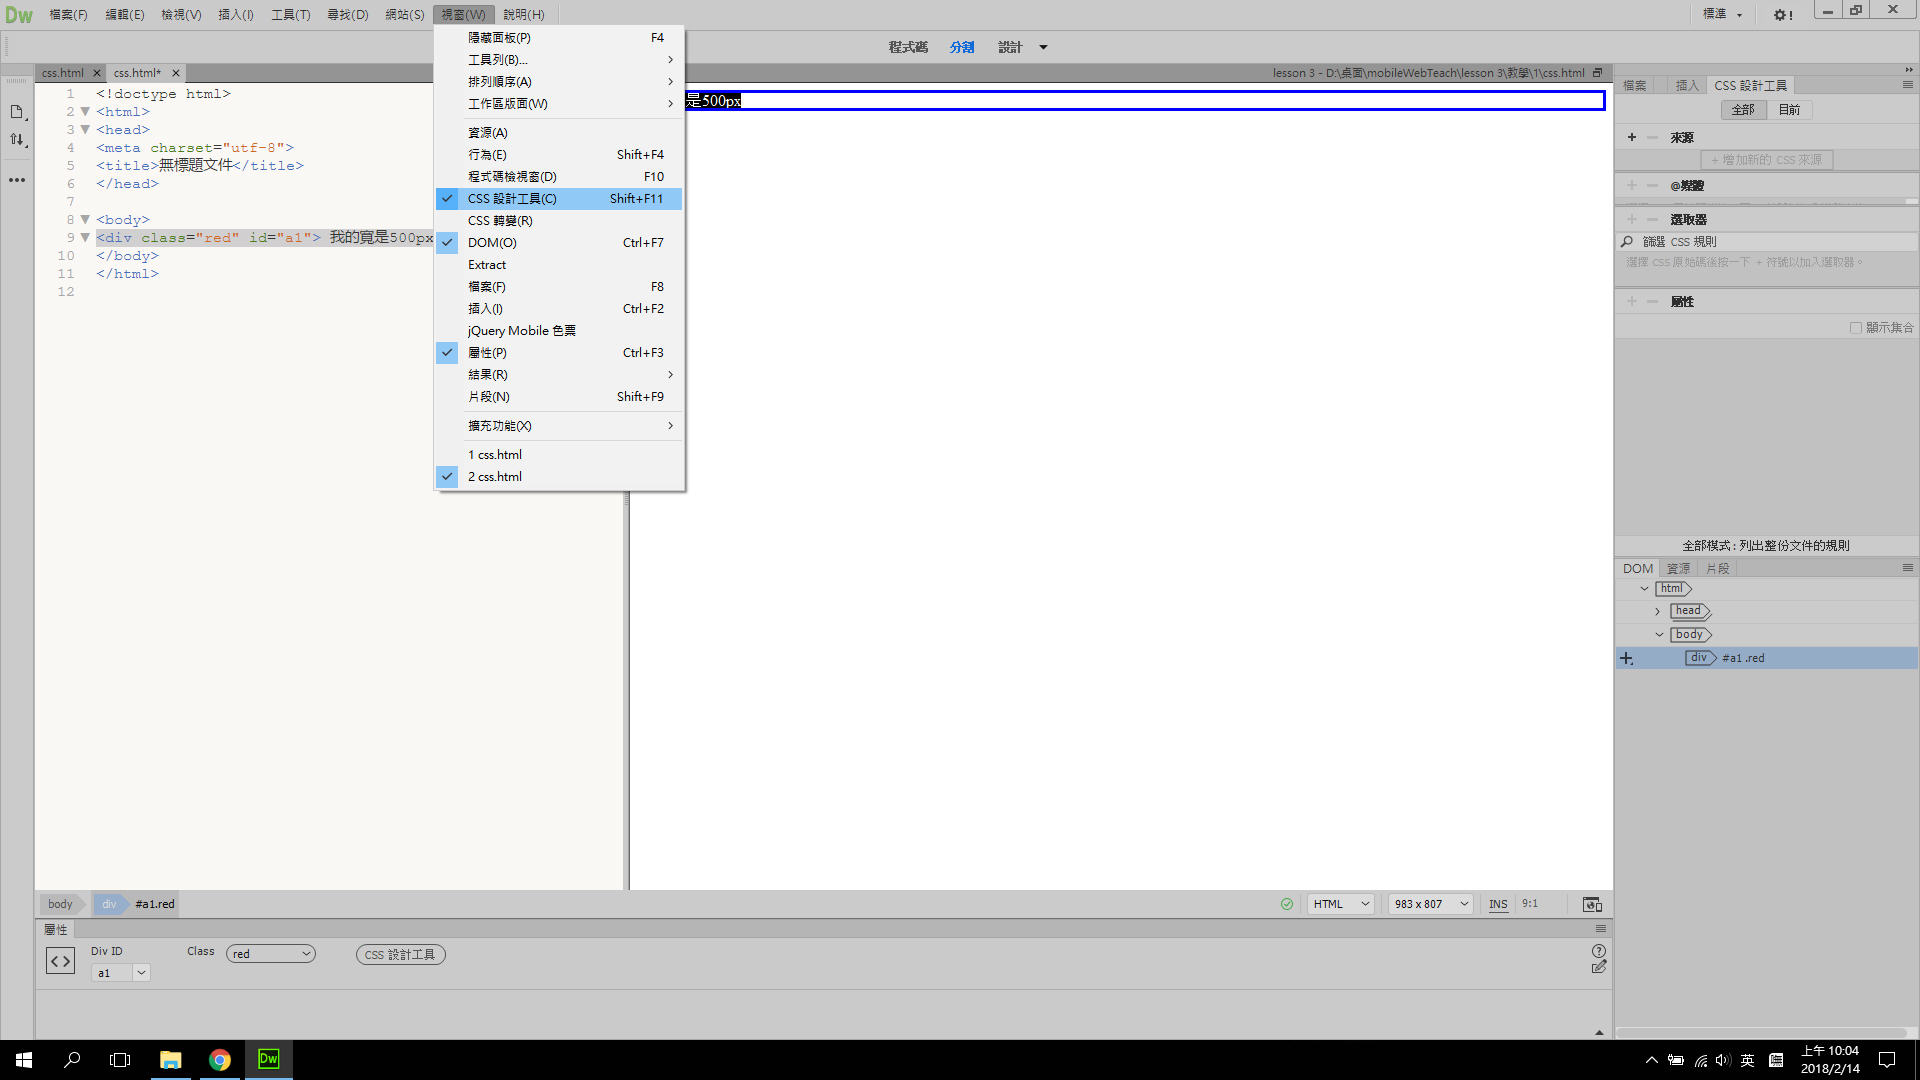 Dw 檔案(F) 編輯(E) 檢視(V) 插入(I) 工具(T) 尋找(D) 網站(S) 視窗(W) 說明(H) 標準
程式碼 分割 設計
css.html css.html* lesson 3 - D:\桌面\mobileWebTeach\lesson 3\教學\1\css.html
1 <!doctype html>
2 <html>
3 <head>
4 <meta charset="utf-8">
5 <title>無標題文件</title>
6 </head>
7
8 <body>
9 <div class="red" id="a1"> 我的寬是500px
10 </body>
11 </html>
12
隱藏面板(P) F4
工具列(B)...
排列順序(A)
工作區版面(W)
資源(A)
行為(E) Shift+F4
程式碼檢視窗(D) F10
CSS 設計工具(C) Shift+F11
CSS 轉變(R)
DOM(O) Ctrl+F7
Extract
檔案(F) F8
插入(I) Ctrl+F2
jQuery Mobile 色票
屬性(P) Ctrl+F3
結果(R)
片段(N) Shift+F9
擴充功能(X)
1 css.html
2 css.html
是500px
檔案 插入 CSS 設計工具
全部 目前
+ 來源
+ 增加新的 CSS 來源
@媒體
選取器
篩選 CSS 規則
選擇 CSS 原始碼後按一下 + 符號以加入選取器。
屬性
顯示集合
全部模式 : 列出整份文件的規則
DOM 資源 片段
html
head
body
div #a1 .red
body div #a1.red HTML 983 x 807 INS 9:1
屬性
Div ID Class red CSS 設計工具
a1
Dw 英 上午 10:04
2018/2/14